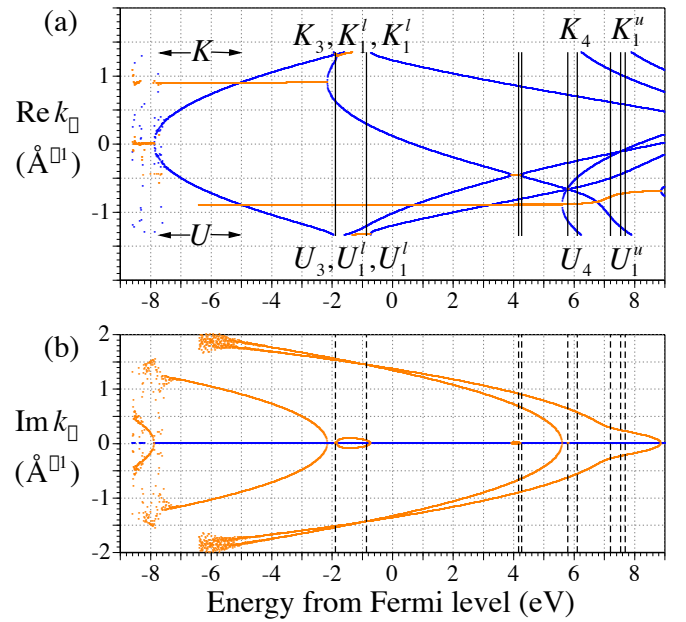 (a)
K K₃,K₁ˡ,K₁ˡ K₄ K₁ᵘ
1
Re k▯
0
(Å▯1)
-1
U U₃,U₁ˡ,U₁ˡ U₄ U₁ᵘ
-8 -6 -4 -2 0 2 4 6 8
(b)
2
1
Im k▯
0
(Å▯1)
-1
-2
-8 -6 -4 -2 0 2 4 6 8
Energy from Fermi level (eV)